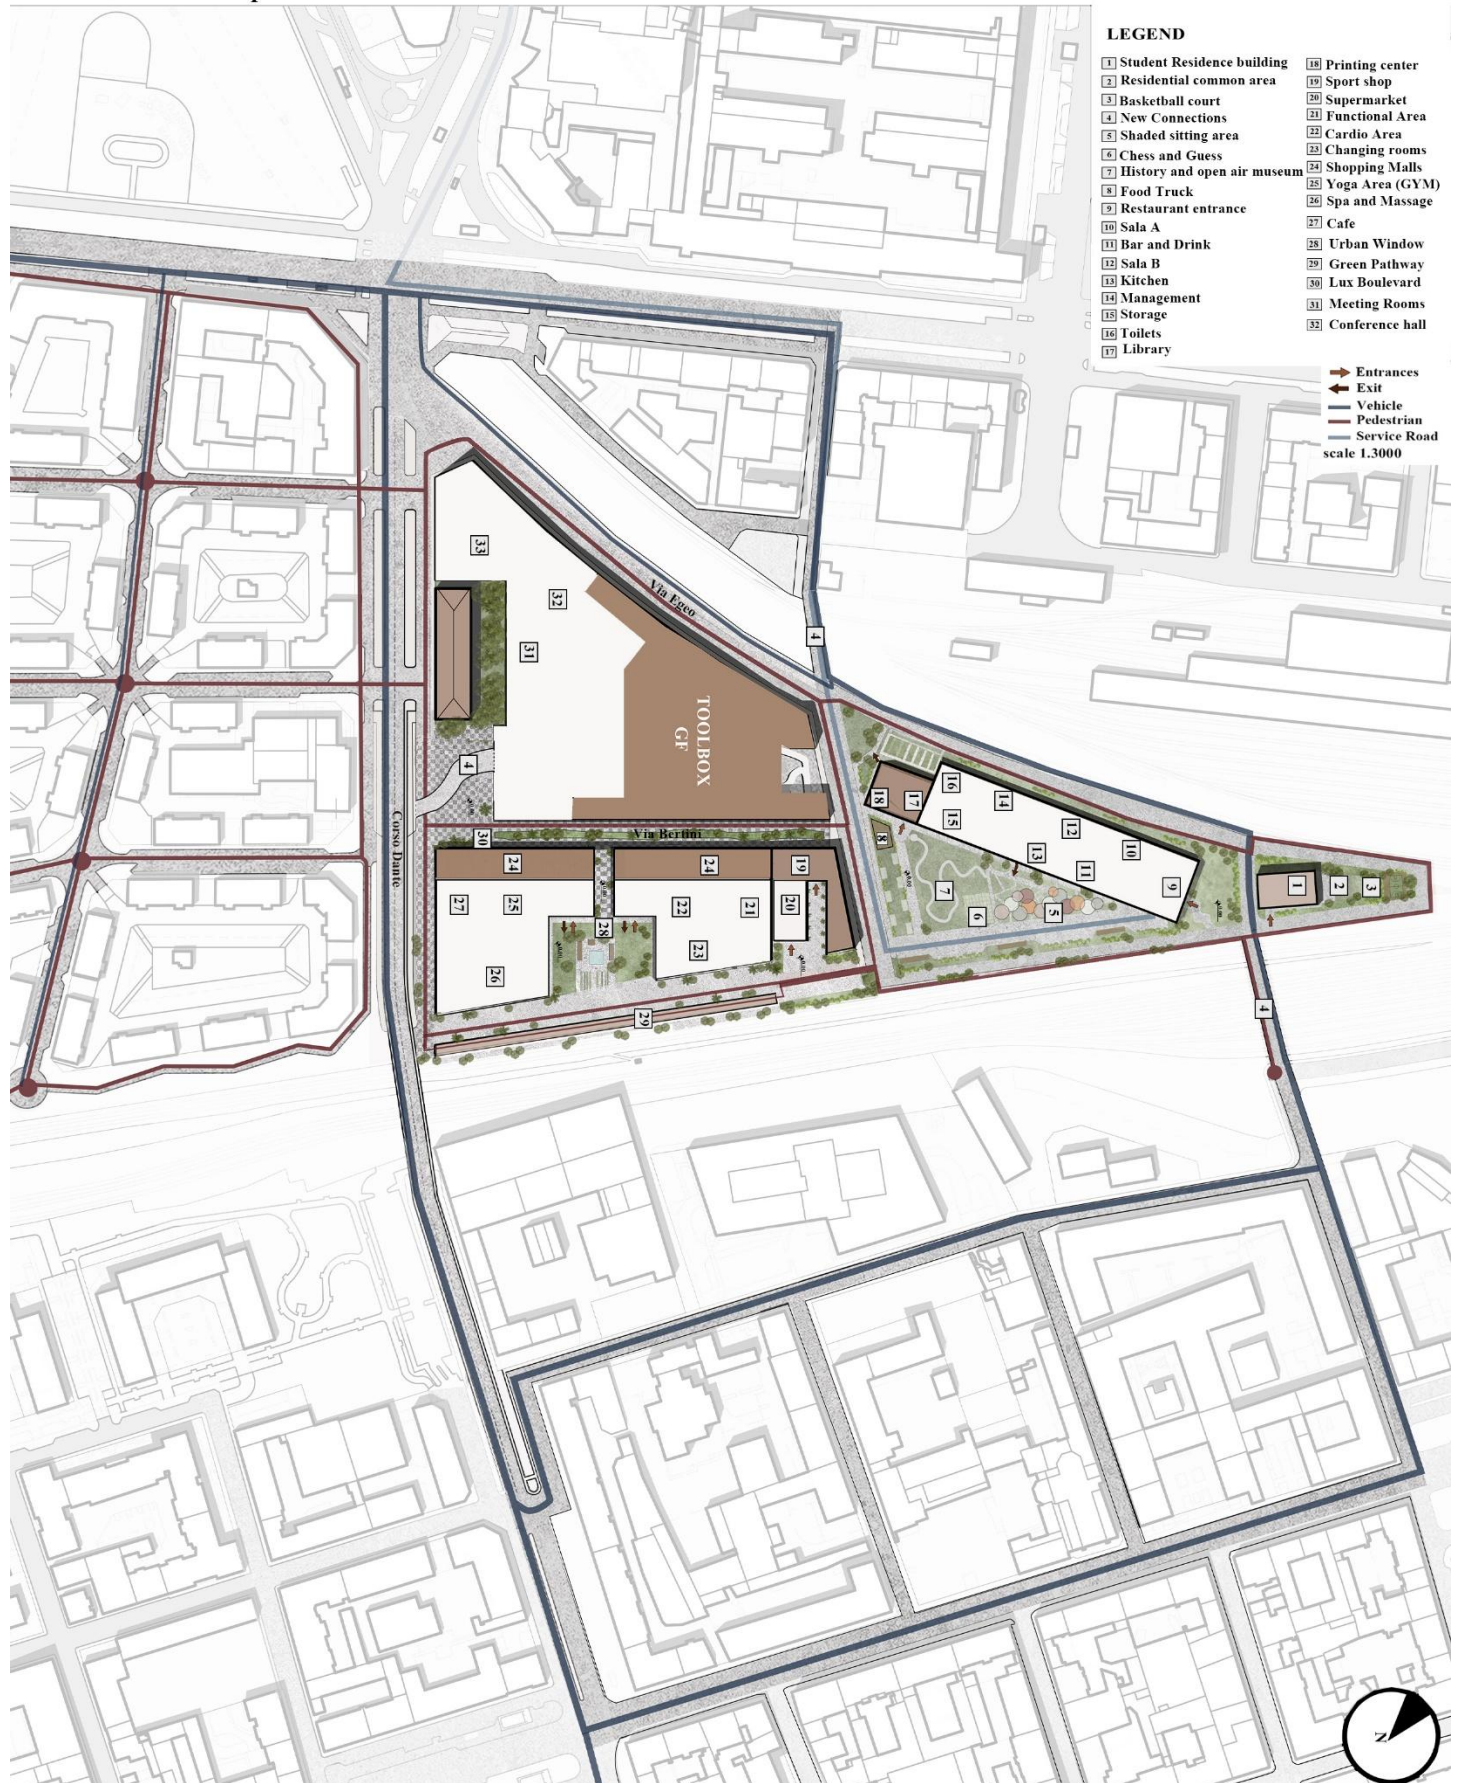 LEGEND
1 Student Residence building
2 Residential common area
3 Basketball court
4 New Connections
5 Shaded sitting area
6 Chess and Guess
7 History and open air museum
8 Food Truck
9 Restaurant entrance
10 Sala A
11 Bar and Drink
12 Sala B
13 Kitchen
14 Management
15 Storage
16 Toilets
17 Library
18 Printing center
19 Sport shop
20 Supermarket
21 Functional Area
22 Cardio Area
23 Changing rooms
24 Shopping Malls
25 Yoga Area (GYM)
26 Spa and Massage
27 Cafe
28 Urban Window
29 Green Pathway
30 Lux Boulevard
31 Meeting Rooms
32 Conference hall
Entrances
Exit
Vehicle
Pedestrian
Service Road
scale 1.3000
33
32
31
Via Egeo
4
TOOLBOX
GF
4
Corso Dante
30
Via Bertini
24
24
19
27
25
22
21
20
28
23
26
29
18
17
16
15
14
13
12
11
10
9
8
7
6
5
1
2
3
4
N